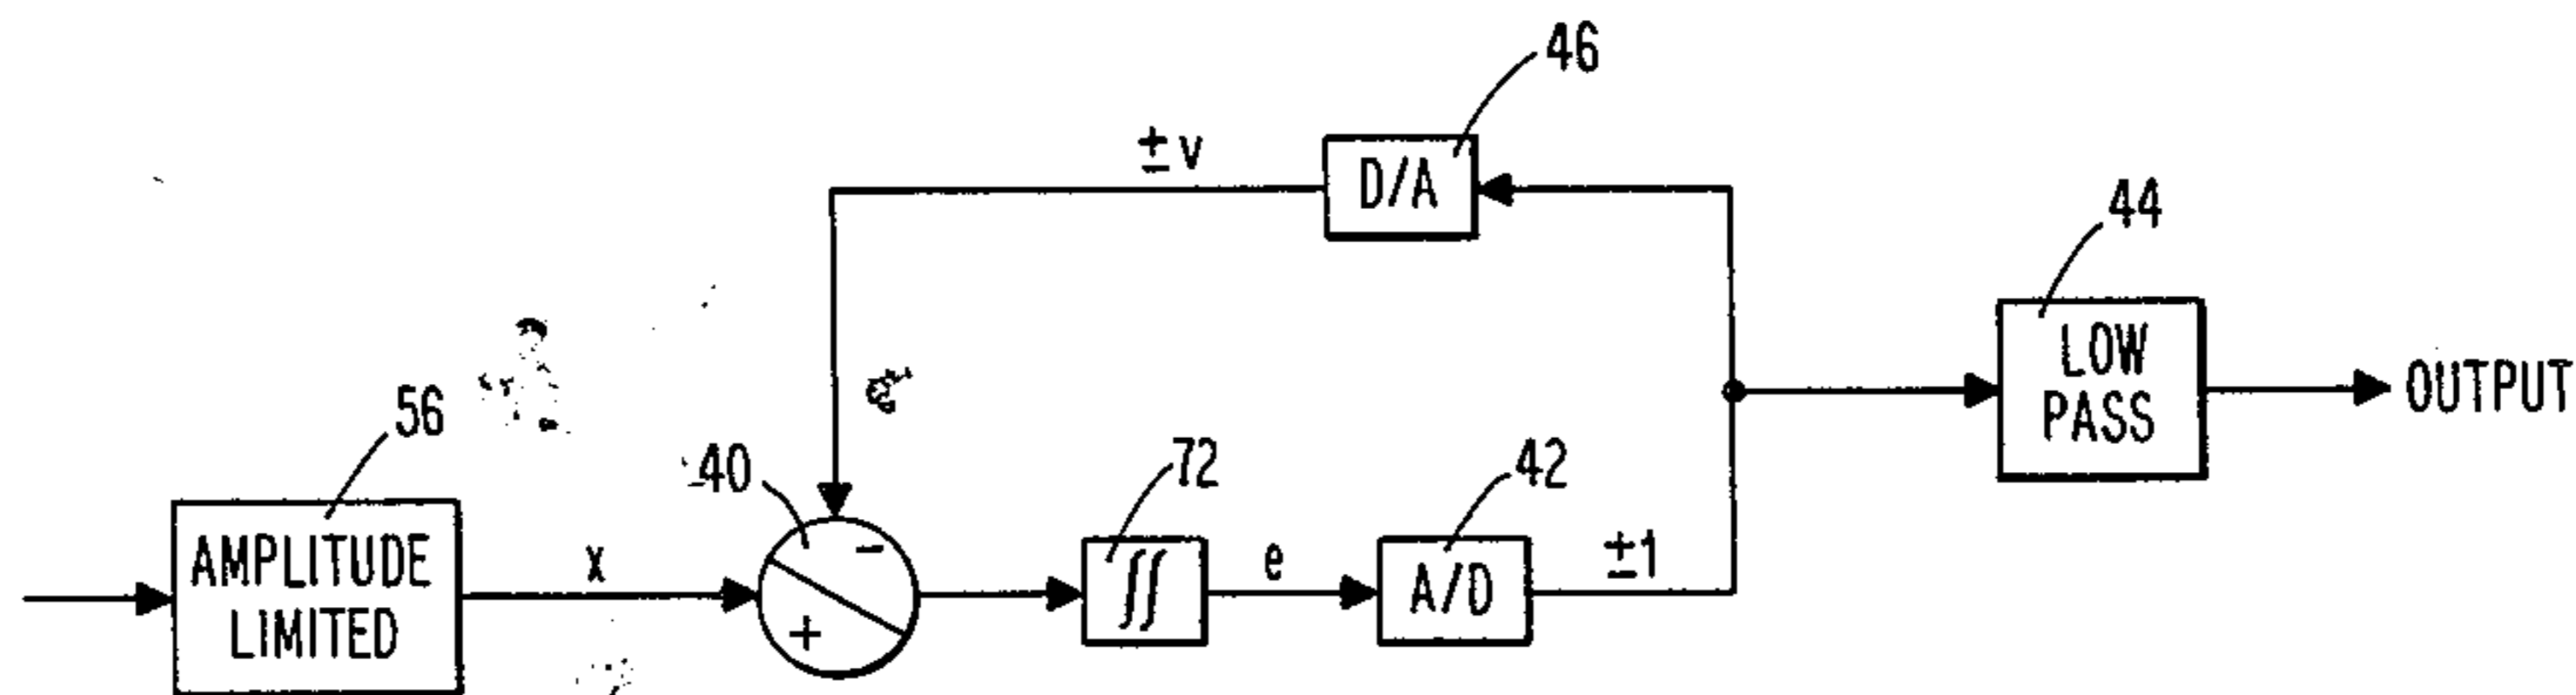 46
±v
D/A
44
LOW
PASS
OUTPUT
56
40
72
42
AMPLITUDE
LIMITED
x
-
+
∬
e
A/D
±1